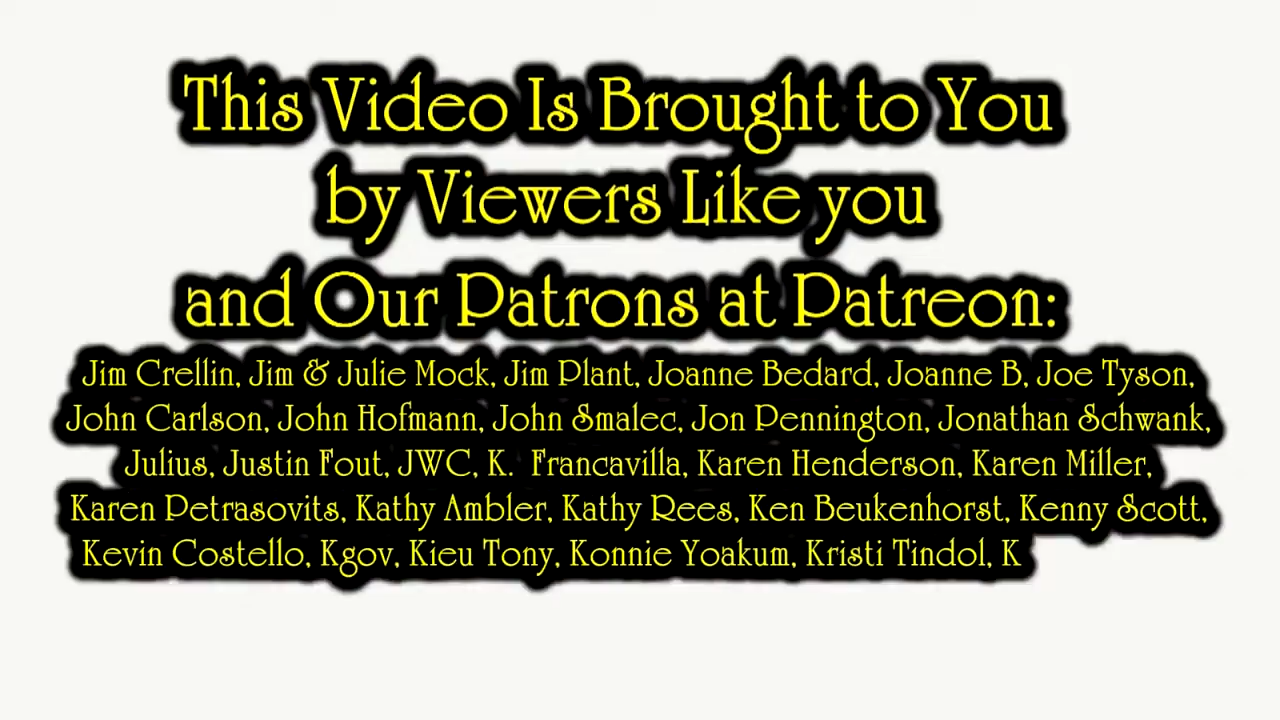 This Video Is Brought to You
by Viewers Like you
and Our Patrons at Patreon:
Jim Crellin, Jim & Julie Mock, Jim Plant, Joanne Bedard, Joanne B, Joe Tyson,
John Carlson, John Hofmann, John Smalec, Jon Pennington, Jonathan Schwank,
Julius, Justin Fout, JWC, K.  Francavilla, Karen Henderson, Karen Miller,
Karen Petrasovits, Kathy Ambler, Kathy Rees, Ken Beukenhorst, Kenny Scott,
Kevin Costello, Kgov, Kieu Tony, Konnie Yoakum, Kristi Tindol, K